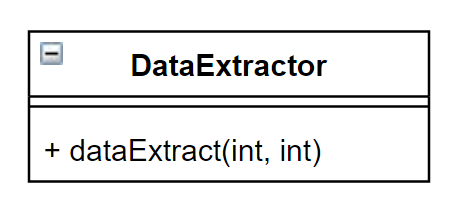 DataExtractor
+ dataExtract(int, int)